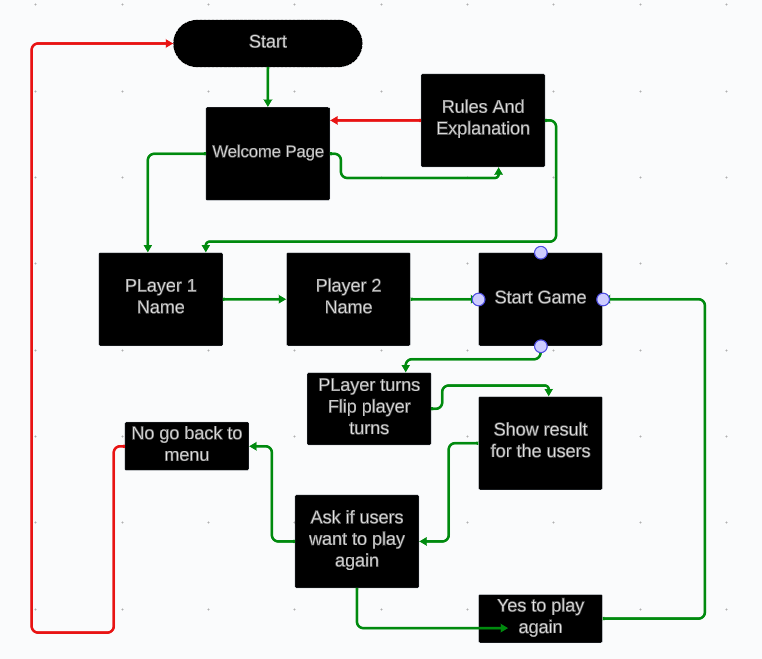 Start
Rules And
Explanation
Welcome Page
PLayer 1
Name
Player 2
Name
Start Game
PLayer turns
Flip player
turns
Show result
for the users
No go back to
menu
Ask if users
want to play
again
Yes to play
again